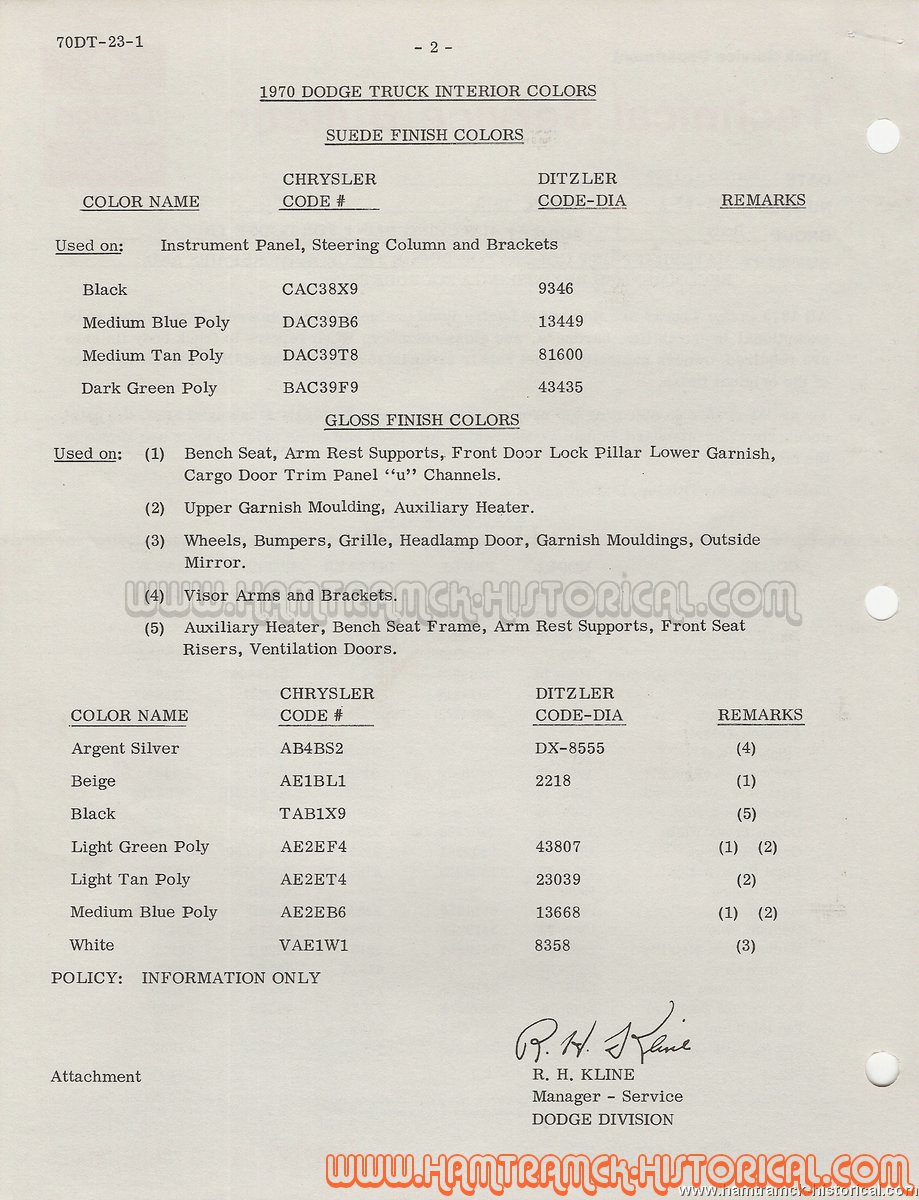 70DT-23-1
- 2 -
1970 DODGE TRUCK INTERIOR COLORS
SUEDE FINISH COLORS
CHRYSLER DITZLER
COLOR NAME CODE # CODE-DIA REMARKS
Used on: Instrument Panel, Steering Column and Brackets
Black CAC38X9 9346
Medium Blue Poly DAC39B6 13449
Medium Tan Poly DAC39T8 81600
Dark Green Poly BAC39F9 43435
GLOSS FINISH COLORS
Used on: (1) Bench Seat, Arm Rest Supports, Front Door Lock Pillar Lower Garnish,
Cargo Door Trim Panel “u” Channels.
(2) Upper Garnish Moulding, Auxiliary Heater.
(3) Wheels, Bumpers, Grille, Headlamp Door, Garnish Mouldings, Outside
Mirror.
www.HAMTRAMCK-HISTORICAL.COM
(4) Visor Arms and Brackets.
(5) Auxiliary Heater, Bench Seat Frame, Arm Rest Supports, Front Seat
Risers, Ventilation Doors.
CHRYSLER DITZLER
COLOR NAME CODE # CODE-DIA REMARKS
Argent Silver AB4BS2 DX-8555 (4)
Beige AE1BL1 2218 (1)
Black TAB1X9 (5)
Light Green Poly AE2EF4 43807 (1) (2)
Light Tan Poly AE2ET4 23039 (2)
Medium Blue Poly AE2EB6 13668 (1) (2)
White VAE1W1 8358 (3)
POLICY: INFORMATION ONLY
R. H. Kline
Attachment
R. H. KLINE
Manager - Service
DODGE DIVISION
www.HAMTRAMCK-HISTORICAL.COM
www.hamtramck-historical.com